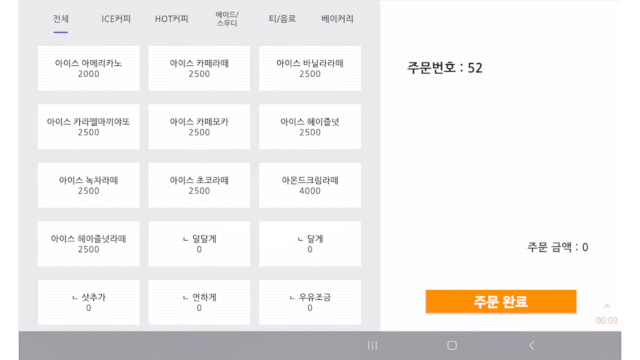 전체 ICE커피 HOT커피 에이드/ 스무디 티/음료 베이커리
아이스 아메리카노
2000
아이스 카페라떼
2500
아이스 바닐라라떼
2500
아이스 카라멜마끼야또
2500
아이스 카페모카
2500
아이스 헤이즐넛
2500
아이스 녹차라떼
2500
아이스 초코라떼
2500
아몬드크림라떼
4000
아이스 헤이즐넛라떼
2500
ㄴ 덜달게
0
ㄴ 달게
0
ㄴ 샷추가
0
ㄴ 연하게
0
ㄴ 우유조금
0
주문번호 : 52
주문 금액 : 0
주문 완료
00:03